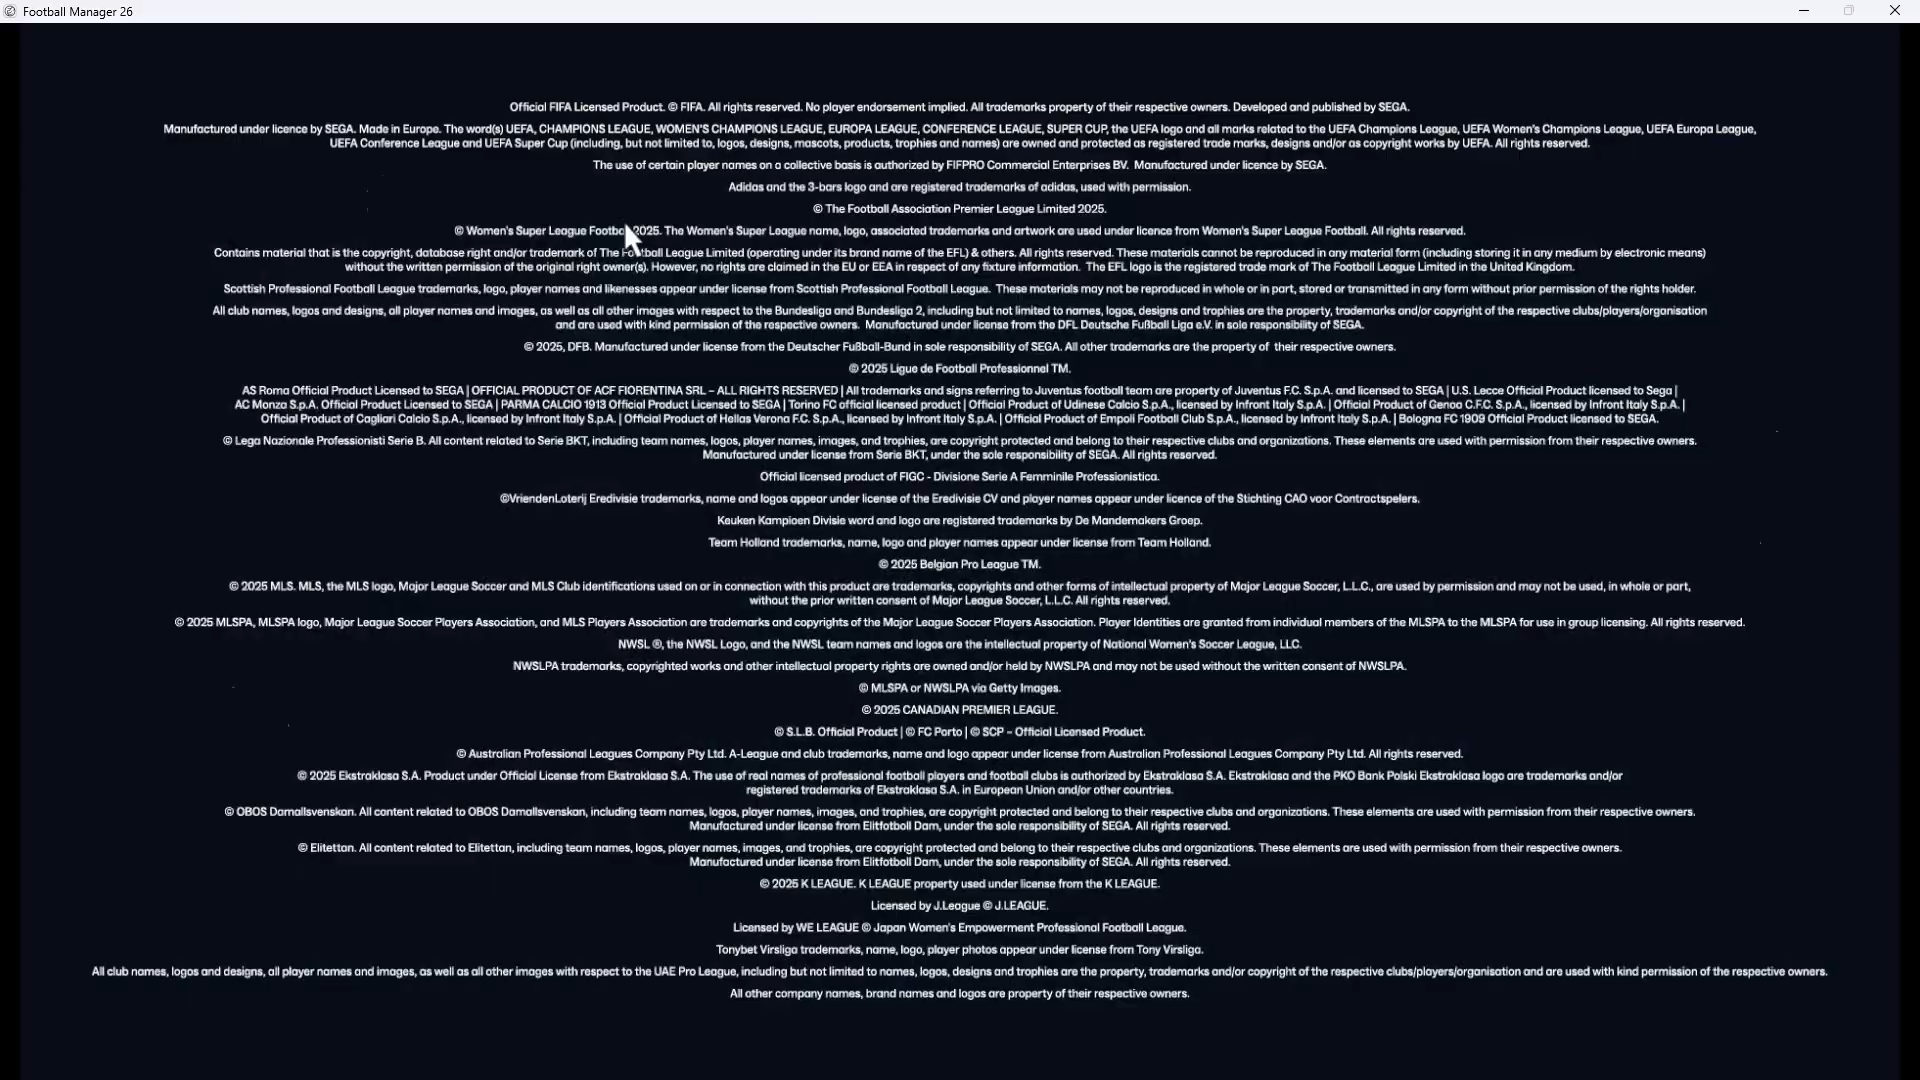 Football Manager 26
Official FIFA Licensed Product. © FIFA. All rights reserved. No player endorsement implied. All trademarks property of their respective owners. Developed and published by SEGA.
Manufactured under licence by SEGA. Made in Europe. The word(s) UEFA, CHAMPIONS LEAGUE, WOMEN'S CHAMPIONS LEAGUE, EUROPA LEAGUE, CONFERENCE LEAGUE, SUPER CUP, the UEFA logo and all marks related to the UEFA Champions League, UEFA Women's Champions League, UEFA Europa League,
UEFA Conference League and UEFA Super Cup (including, but not limited to, logos, designs, mascots, products, trophies and names) are owned and protected as registered trade marks, designs and/or as copyright works by UEFA. All rights reserved.
The use of certain player names on a collective basis is authorized by FIFPRO Commercial Enterprises BV. Manufactured under licence by SEGA.
Adidas and the 3-bars logo and are registered trademarks of adidas, used with permission.
© The Football Association Premier League Limited 2025.
© Women's Super League Football 2025. The Women's Super League name, logo, associated trademarks and artwork are used under licence from Women's Super League Football. All rights reserved.
Contains material that is the copyright, database right and/or trademark of The Football League Limited (operating under its brand name of the EFL) & others. All rights reserved. These materials cannot be reproduced in any material form (including storing it in any medium by electronic means)
without the written permission of the original right owner(s). However, no rights are claimed in the EU or EEA in respect of any fixture information. The EFL logo is the registered trade mark of The Football League Limited in the United Kingdom.
Scottish Professional Football League trademarks, logo, player names and likenesses appear under license from Scottish Professional Football League. These materials may not be reproduced in whole or in part, stored or transmitted in any form without prior permission of the rights holder.
All club names, logos and designs, all player names and images, as well as all other images with respect to the Bundesliga and Bundesliga 2, including but not limited to names, logos, designs and trophies are the property, trademarks and/or copyright of the respective clubs/players/organisation
and are used with kind permission of the respective owners. Manufactured under license from the DFL Deutsche Fußball Liga e.V. in sole responsibility of SEGA.
© 2025, DFB. Manufactured under license from the Deutscher Fußball-Bund in sole responsibility of SEGA. All other trademarks are the property of their respective owners.
© 2025 Ligue de Football Professionnel TM.
AS Roma Official Product Licensed to SEGA | OFFICIAL PRODUCT OF ACF FIORENTINA SRL – ALL RIGHTS RESERVED | All trademarks and signs referring to Juventus football team are property of Juventus F.C. S.p.A. and licensed to SEGA | U.S. Lecce Official Product licensed to Sega |
AC Monza S.p.A. Official Product Licensed to SEGA | PARMA CALCIO 1913 Official Product Licensed to SEGA | Torino FC official licensed product | Official Product of Udinese Calcio S.p.A., licensed by Infront Italy S.p.A. | Official Product of Genoa C.F.C. S.p.A., licensed by Infront Italy S.p.A. |
Official Product of Cagliari Calcio S.p.A., licensed by Infront Italy S.p.A. | Official Product of Hellas Verona F.C. S.p.A., licensed by Infront Italy S.p.A. | Official Product of Empoli Football Club S.p.A., licensed by Infront Italy S.p.A. | Bologna FC 1909 Official Product licensed to SEGA.
© Lega Nazionale Professionisti Serie B. All content related to Serie BKT, including team names, logos, player names, images, and trophies, are copyright protected and belong to their respective clubs and organizations. These elements are used with permission from their respective owners.
Manufactured under license from Serie BKT, under the sole responsibility of SEGA. All rights reserved.
Official licensed product of FIGC - Divisione Serie A Femminile Professionistica.
©VriendenLoterij Eredivisie trademarks, name and logos appear under license of the Eredivisie CV and player names appear under licence of the Stichting CAO voor Contractspelers.
Keuken Kampioen Divisie word and logo are registered trademarks by De Mandemakers Groep.
Team Holland trademarks, name, logo and player names appear under license from Team Holland.
© 2025 Belgian Pro League TM.
© 2025 MLS. MLS, the MLS logo, Major League Soccer and MLS Club identifications used on or in connection with this product are trademarks, copyrights and other forms of intellectual property of Major League Soccer, L.L.C., are used by permission and may not be used, in whole or part,
without the prior written consent of Major League Soccer, L.L.C. All rights reserved.
© 2025 MLSPA, MLSPA logo, Major League Soccer Players Association, and MLS Players Association are trademarks and copyrights of the Major League Soccer Players Association. Player Identities are granted from individual members of the MLSPA to the MLSPA for use in group licensing. All rights reserved.
NWSL ®, the NWSL Logo, and the NWSL team names and logos are the intellectual property of National Women's Soccer League, LLC.
NWSLPA trademarks, copyrighted works and other intellectual property rights are owned and/or held by NWSLPA and may not be used without the written consent of NWSLPA.
© MLSPA or NWSLPA via Getty Images.
© 2025 CANADIAN PREMIER LEAGUE.
© S.L.B. Official Product | © FC Porto | © SCP – Official Licensed Product.
© Australian Professional Leagues Company Pty Ltd. A-League and club trademarks, name and logo appear under license from Australian Professional Leagues Company Pty Ltd. All rights reserved.
© 2025 Ekstraklasa S.A. Product under Official License from Ekstraklasa S.A. The use of real names of professional football players and football clubs is authorized by Ekstraklasa S.A. Ekstraklasa and the PKO Bank Polski Ekstraklasa logo are trademarks and/or
registered trademarks of Ekstraklasa S.A. in European Union and/or other countries.
© OBOS Damallsvenskan. All content related to OBOS Damallsvenskan, including team names, logos, player names, images, and trophies, are copyright protected and belong to their respective clubs and organizations. These elements are used with permission from their respective owners.
Manufactured under license from Elitfotboll Dam, under the sole responsibility of SEGA. All rights reserved.
© Elitettan. All content related to Elitettan, including team names, logos, player names, images, and trophies, are copyright protected and belong to their respective clubs and organizations. These elements are used with permission from their respective owners.
Manufactured under license from Elitfotboll Dam, under the sole responsibility of SEGA. All rights reserved.
© 2025 K LEAGUE. K LEAGUE property used under license from the K LEAGUE.
Licensed by J.League © J.LEAGUE.
Licensed by WE LEAGUE © Japan Women's Empowerment Professional Football League.
Tonybet Virsliga trademarks, name, logo, player photos appear under license from Tony Virsliga.
All club names, logos and designs, all player names and images, as well as all other images with respect to the UAE Pro League, including but not limited to names, logos, designs and trophies are the property, trademarks and/or copyright of the respective clubs/players/organisation and are used with kind permission of the respective owners.
All other company names, brand names and logos are property of their respective owners.